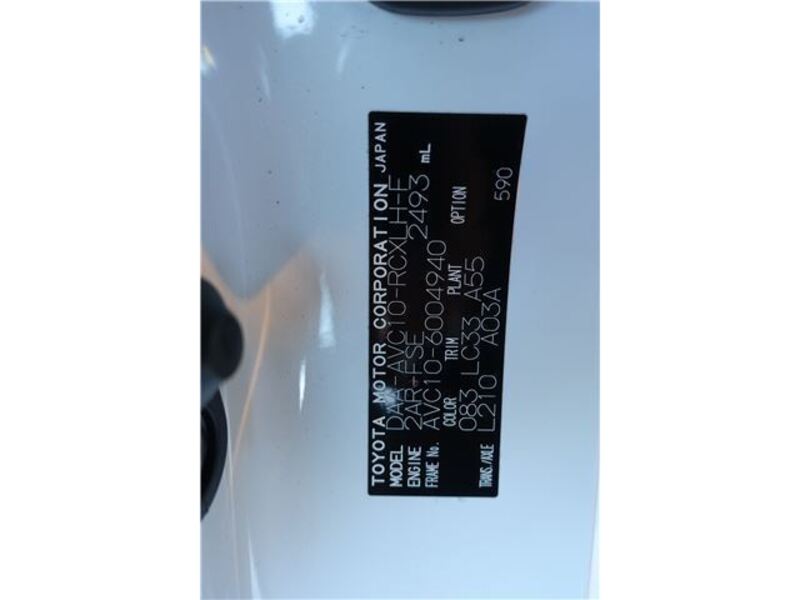 TOYOTA MOTOR CORPORATION JAPAN
MODEL DAA-AVC10-RCXLH-E
ENGINE 2AR-FSE 2493 mL
FRAME No. AVC10-6004940
COLOR TRIM PLANT OPTION
083 LC33 A55
TRANS./AXLE L210 A03A 590